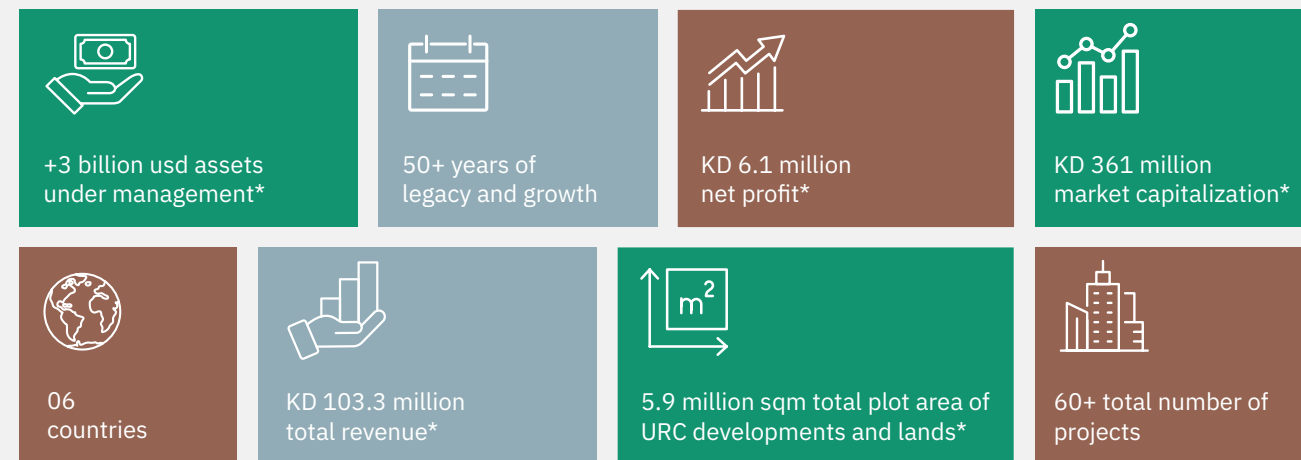 +3 billion usd assets
under management*
50+ years of
legacy and growth
KD 6.1 million
net profit*
KD 361 million
market capitalization*
06
countries
KD 103.3 million
total revenue*
m²
5.9 million sqm total plot area of
URC developments and lands*
60+ total number of
projects